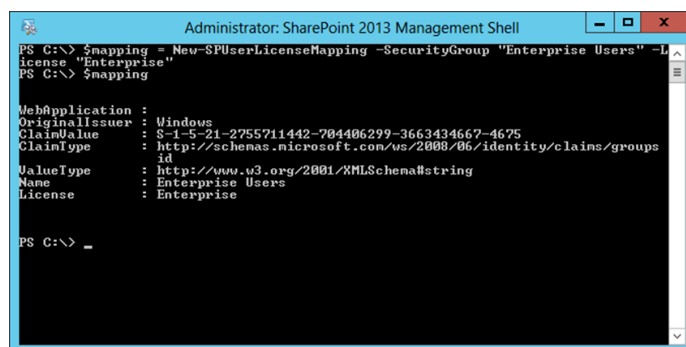 Administrator: SharePoint 2013 Management Shell
PS C:\> $mapping = New-SPUserLicenseMapping -SecurityGroup "Enterprise Users" -L
icense "Enterprise"
PS C:\> $mapping
WebApplication :
OriginalIssuer : Windows
ClaimValue : S-1-5-21-2755711442-704406299-3663434667-4675
ClaimType : http://schemas.microsoft.com/ws/2008/06/identity/claims/groups
id
ValueType : http://www.w3.org/2001/XMLSchema#string
Name : Enterprise Users
License : Enterprise
PS C:\> _